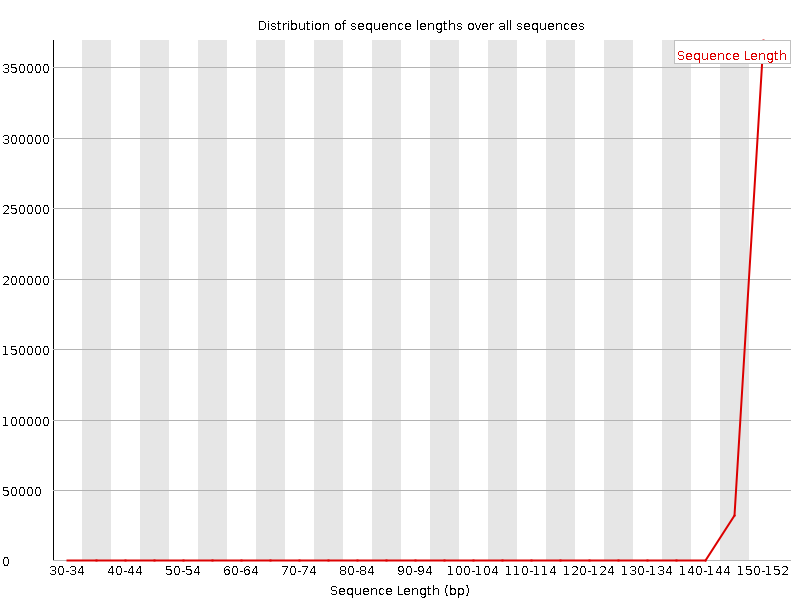 Distribution of sequence lengths over all sequences
Sequence Length
350000
300000
250000
200000
150000
100000
50000
0
30-34 40-44 50-54 60-64 70-74 80-84 90-94 100-104 110-114 120-124 130-134 140-144 150-152
Sequence Length (bp)